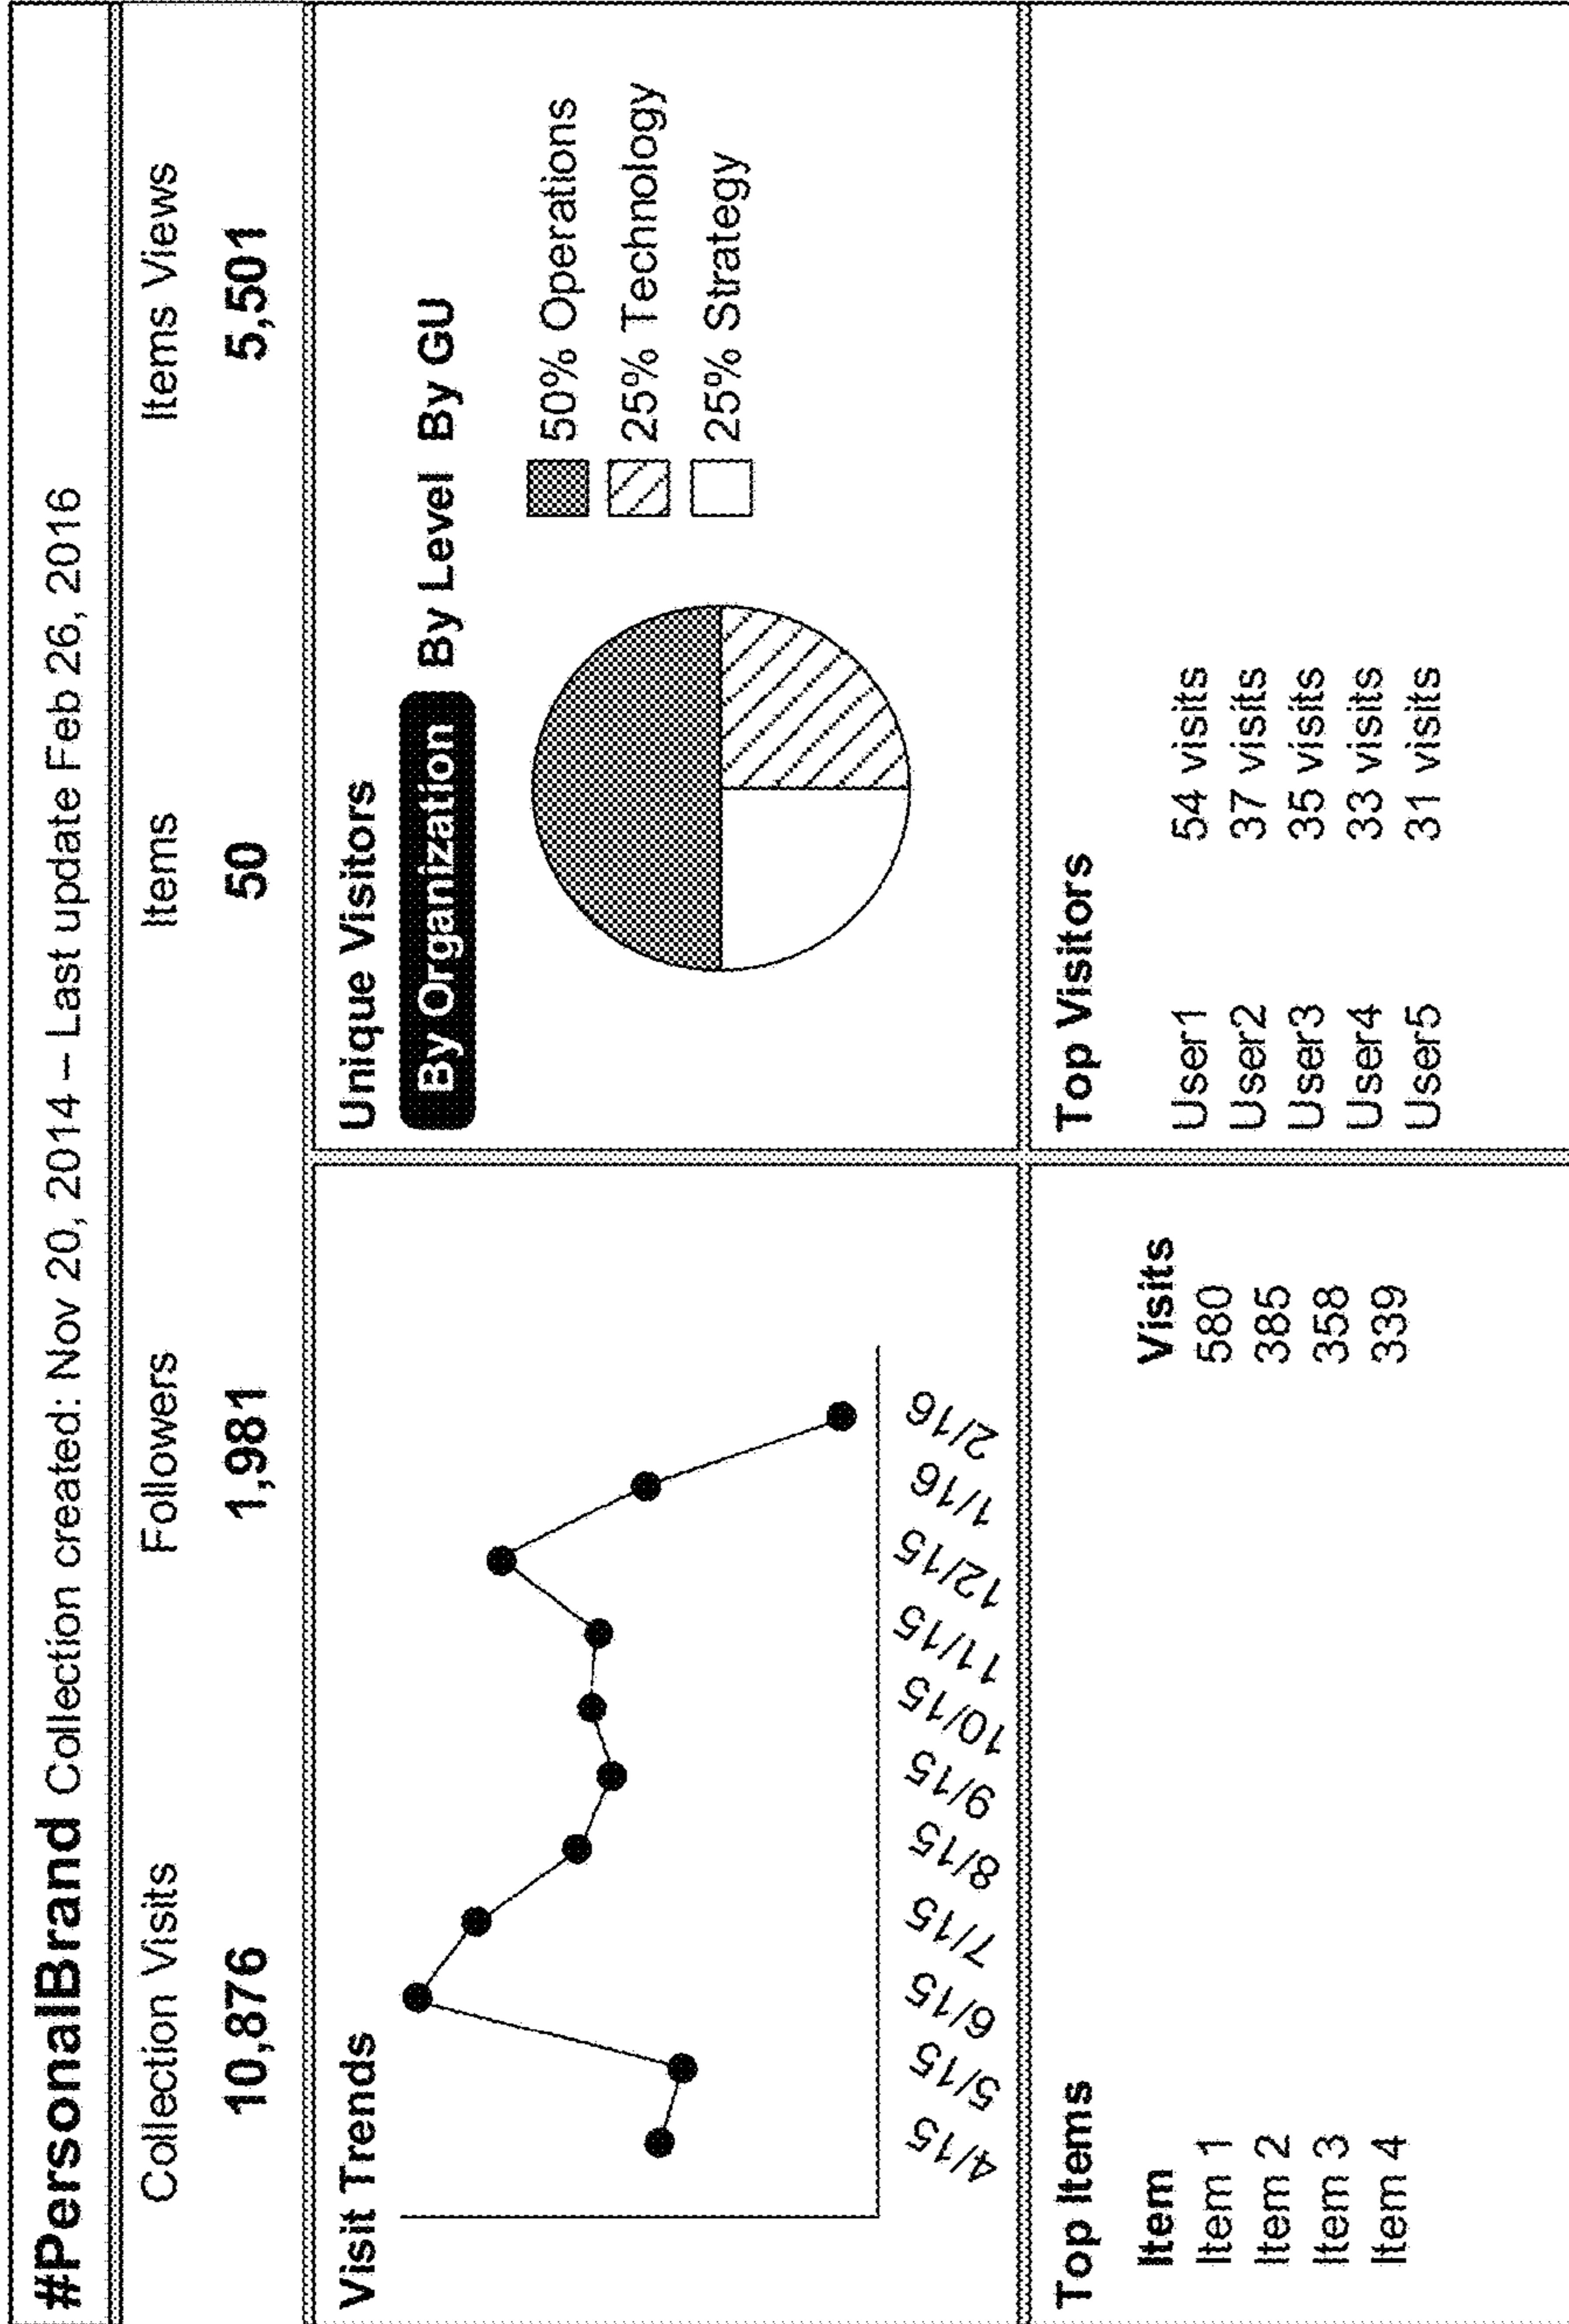 #PersonalBrand Collection created: Nov 20, 2014 – Last update Feb 26, 2016
Collection Visits Followers Items Items Views
10,876 1,981 50 5,501
Visit Trends
4/15 5/15 6/15 7/15 8/15 9/15 10/15 11/15 12/15 1/16 2/16
Unique Visitors
By Organization By Level By GU
50% Operations
25% Technology
25% Strategy
Top Items
Item Visits
Item 1 580
Item 2 385
Item 3 358
Item 4 339
Top Visitors
User1 54 visits
User2 37 visits
User3 35 visits
User4 33 visits
User5 31 visits